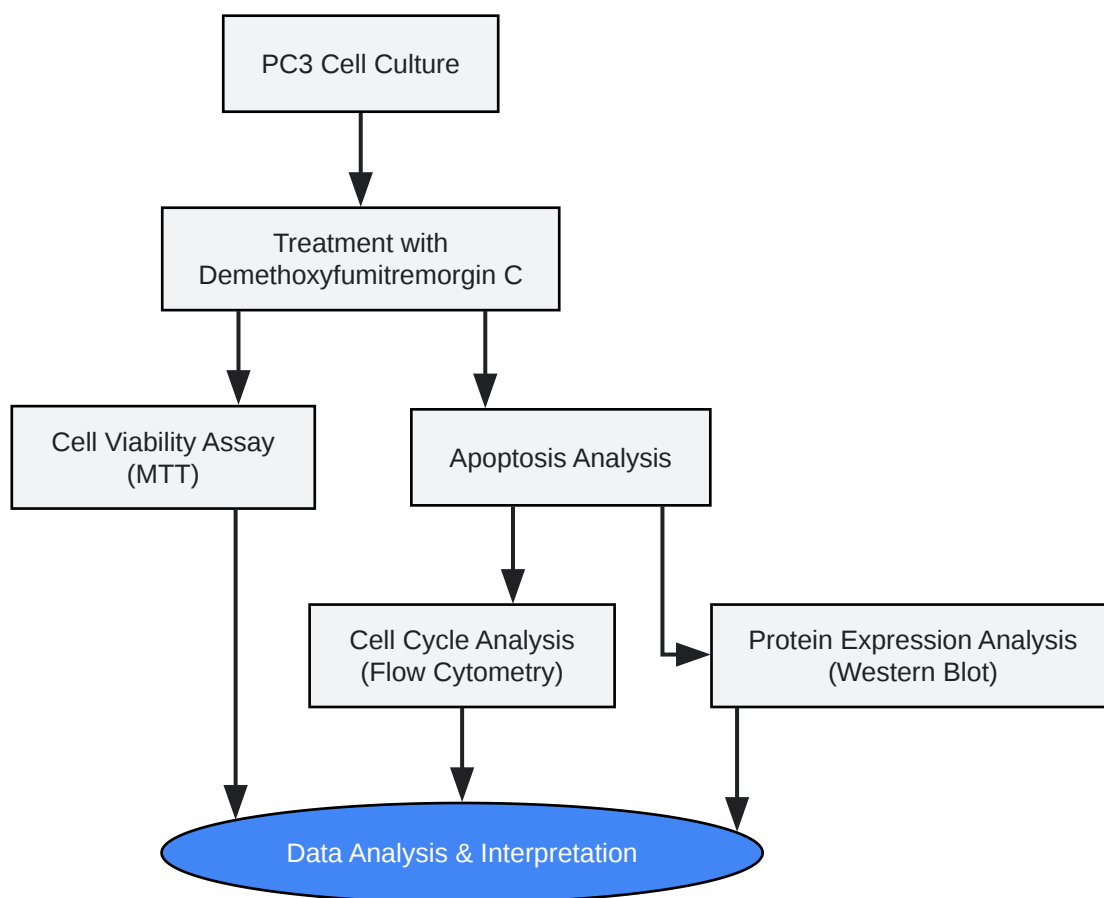 PC3 Cell Culture
Treatment with
Demethoxyfumitremorgin C
Cell Viability Assay
(MTT)
Apoptosis Analysis
Cell Cycle Analysis
(Flow Cytometry)
Protein Expression Analysis
(Western Blot)
Data Analysis & Interpretation